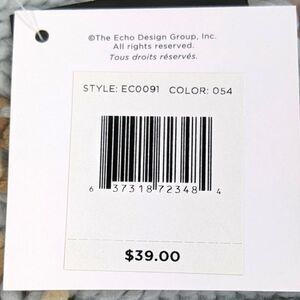 ©The Echo Design Group, Inc.
All rights reserved.
Tous droits réservés.
STYLE: EC0091 COLOR: 054
6 37318 72348 4
$39.00